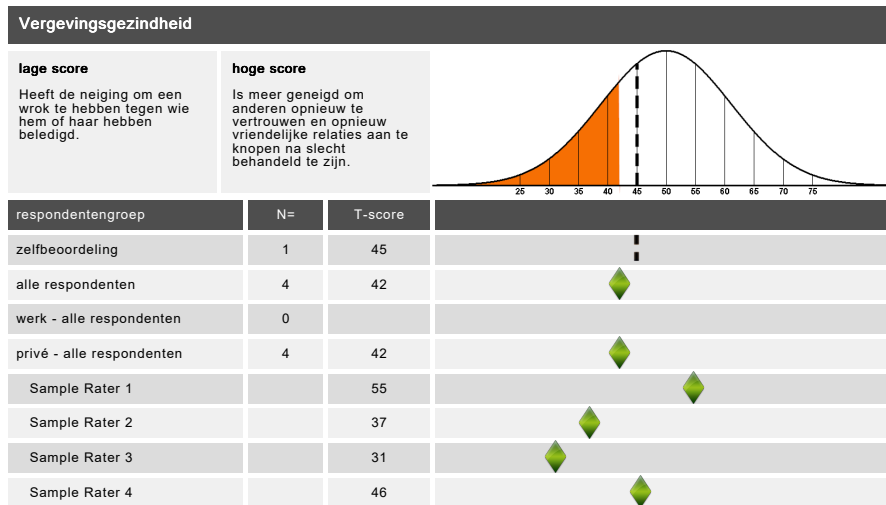 Vergevingsgezindheid
lage score
Heeft de neiging om een
wrok te hebben tegen wie
hem of haar hebben
beledigd.
hoge score
Is meer geneigd om
anderen opnieuw te
vertrouwen en opnieuw
vriendelijke relaties aan te
knopen na slecht
behandeld te zijn.
25 30 35 40 45 50 55 60 65 70 75
respondentengroep N= T-score
zelfbeoordeling 1 45
alle respondenten 4 42
werk - alle respondenten 0
privé - alle respondenten 4 42
Sample Rater 1 55
Sample Rater 2 37
Sample Rater 3 31
Sample Rater 4 46